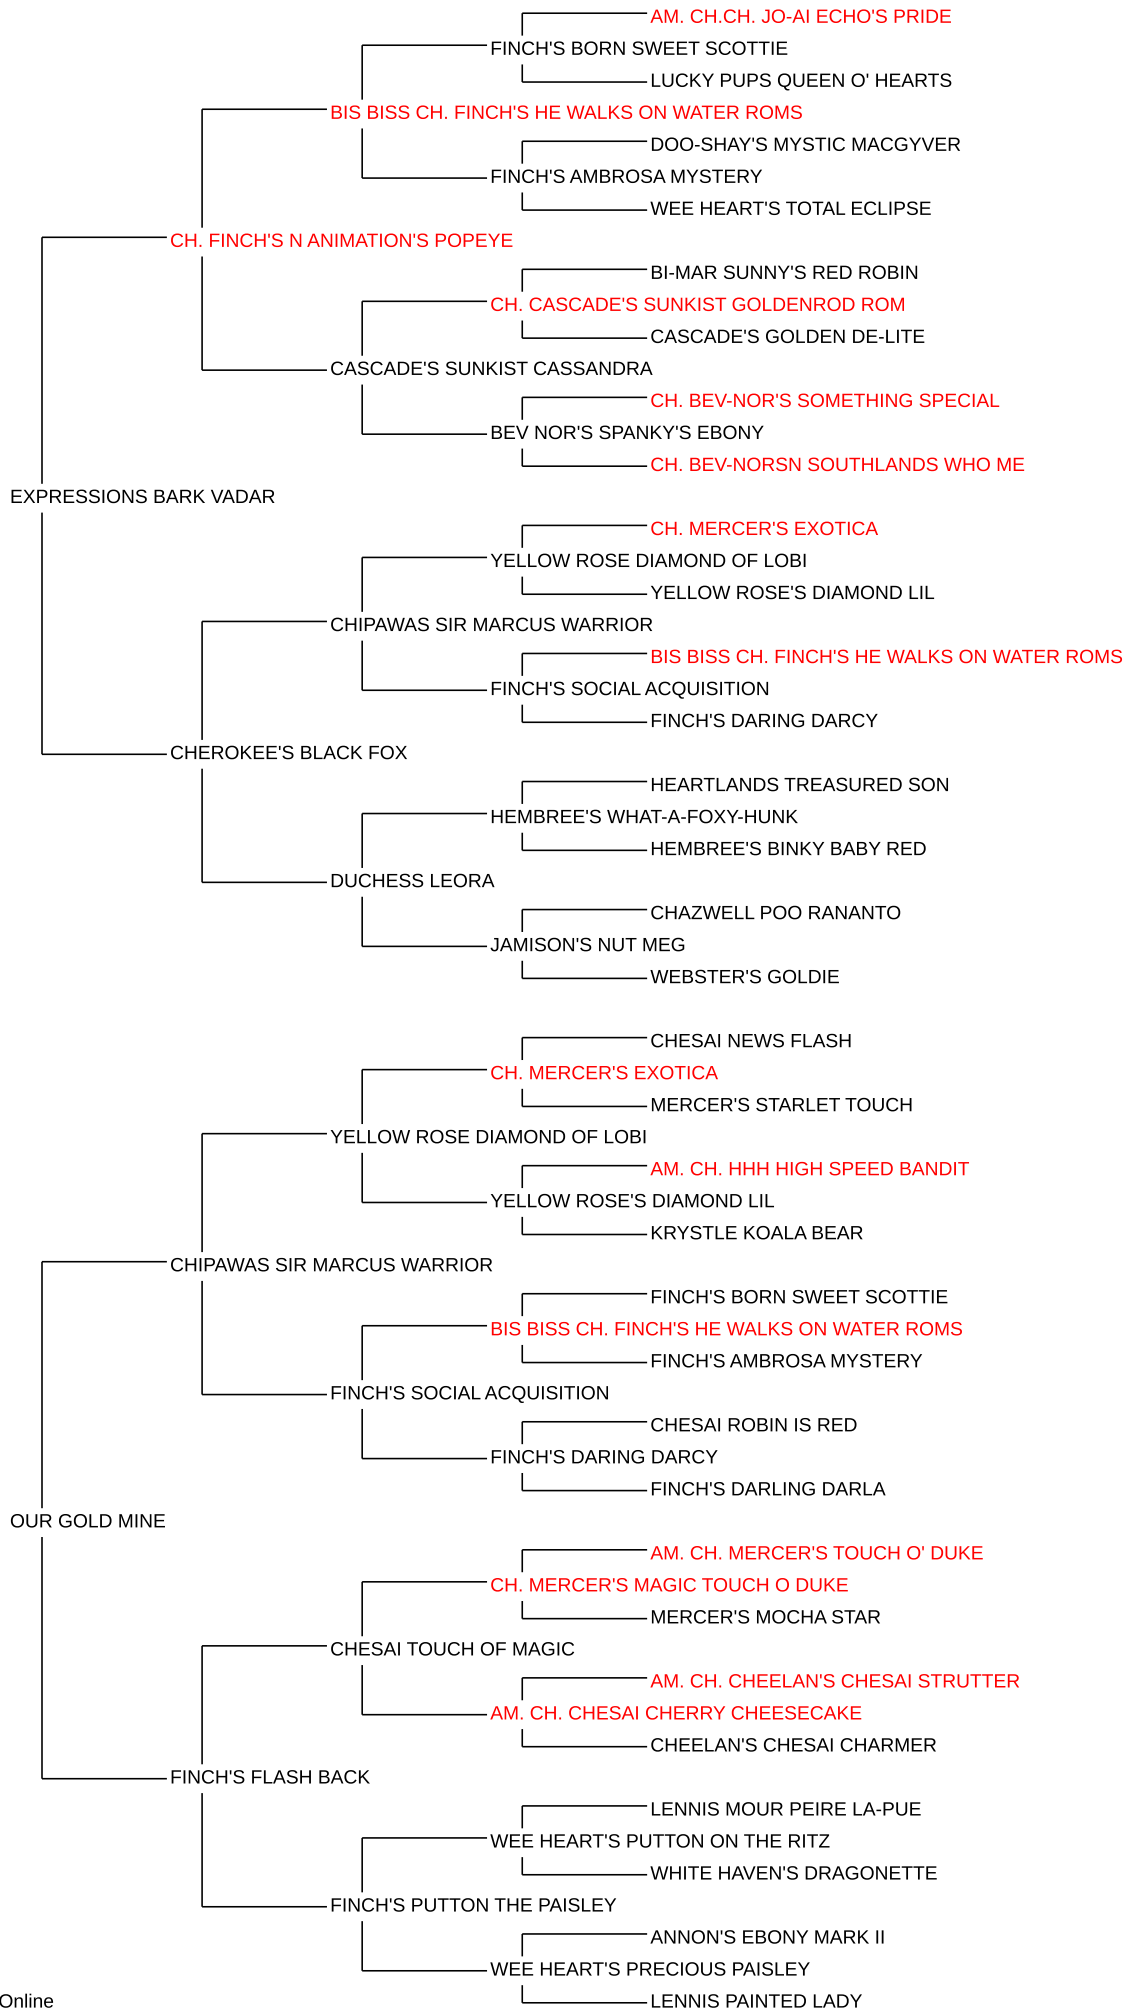 AM. CH.CH. JO-AI ECHO'S PRIDE
FINCH'S BORN SWEET SCOTTIE
LUCKY PUPS QUEEN O' HEARTS
BIS BISS CH. FINCH'S HE WALKS ON WATER ROMS
DOO-SHAY'S MYSTIC MACGYVER
FINCH'S AMBROSA MYSTERY
WEE HEART'S TOTAL ECLIPSE
CH. FINCH'S N ANIMATION'S POPEYE
BI-MAR SUNNY'S RED ROBIN
CH. CASCADE'S SUNKIST GOLDENROD ROM
CASCADE'S GOLDEN DE-LITE
CASCADE'S SUNKIST CASSANDRA
CH. BEV-NOR'S SOMETHING SPECIAL
BEV NOR'S SPANKY'S EBONY
CH. BEV-NORSN SOUTHLANDS WHO ME
EXPRESSIONS BARK VADAR
CH. MERCER'S EXOTICA
YELLOW ROSE DIAMOND OF LOBI
YELLOW ROSE'S DIAMOND LIL
CHIPAWAS SIR MARCUS WARRIOR
BIS BISS CH. FINCH'S HE WALKS ON WATER ROMS
FINCH'S SOCIAL ACQUISITION
FINCH'S DARING DARCY
CHEROKEE'S BLACK FOX
HEARTLANDS TREASURED SON
HEMBREE'S WHAT-A-FOXY-HUNK
HEMBREE'S BINKY BABY RED
DUCHESS LEORA
CHAZWELL POO RANANTO
JAMISON'S NUT MEG
WEBSTER'S GOLDIE
CHESAI NEWS FLASH
CH. MERCER'S EXOTICA
MERCER'S STARLET TOUCH
YELLOW ROSE DIAMOND OF LOBI
AM. CH. HHH HIGH SPEED BANDIT
YELLOW ROSE'S DIAMOND LIL
KRYSTLE KOALA BEAR
CHIPAWAS SIR MARCUS WARRIOR
FINCH'S BORN SWEET SCOTTIE
BIS BISS CH. FINCH'S HE WALKS ON WATER ROMS
FINCH'S AMBROSA MYSTERY
FINCH'S SOCIAL ACQUISITION
CHESAI ROBIN IS RED
FINCH'S DARING DARCY
FINCH'S DARLING DARLA
OUR GOLD MINE
AM. CH. MERCER'S TOUCH O' DUKE
CH. MERCER'S MAGIC TOUCH O DUKE
MERCER'S MOCHA STAR
CHESAI TOUCH OF MAGIC
AM. CH. CHEELAN'S CHESAI STRUTTER
AM. CH. CHESAI CHERRY CHEESECAKE
CHEELAN'S CHESAI CHARMER
FINCH'S FLASH BACK
LENNIS MOUR PEIRE LA-PUE
WEE HEART'S PUTTON ON THE RITZ
WHITE HAVEN'S DRAGONETTE
FINCH'S PUTTON THE PAISLEY
ANNON'S EBONY MARK II
WEE HEART'S PRECIOUS PAISLEY
LENNIS PAINTED LADY
Online